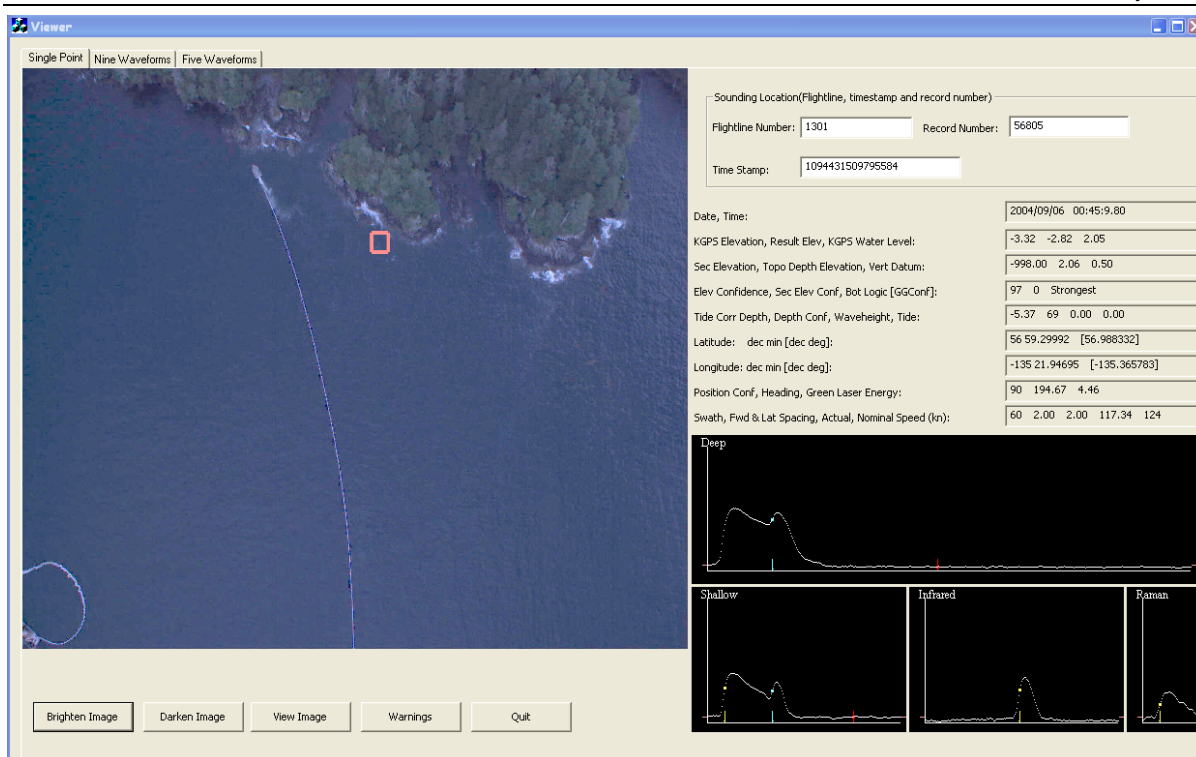 Viewer
Single Point Nine Waveforms Five Waveforms
Sounding Location(Flightline, timestamp and record number)
Flightline Number: 1301 Record Number: 56805
Time Stamp: 1094431509795584
Date, Time: 2004/09/06 00:45:9.80
KGPS Elevation, Result Elev, KGPS Water Level: -3.32 -2.82 2.05
Sec Elevation, Topo Depth Elevation, Vert Datum: -998.00 2.06 0.50
Elev Confidence, Sec Elev Conf, Bot Logic [GGConf]: 97 0 Strongest
Tide Corr Depth, Depth Conf, Waveheight, Tide: -5.37 69 0.00 0.00
Latitude: dec min [dec deg]: 56 59.29992 [56.988332]
Longitude: dec min [dec deg]: -135 21.94695 [-135.365783]
Position Conf, Heading, Green Laser Energy: 90 194.67 4.46
Swath, Fwd & Lat Spacing, Actual, Nominal Speed (kn): 60 2.00 2.00 117.34 124
Deep
Shallow Infrared Raman
Brighten Image Darken Image View Image Warnings Quit